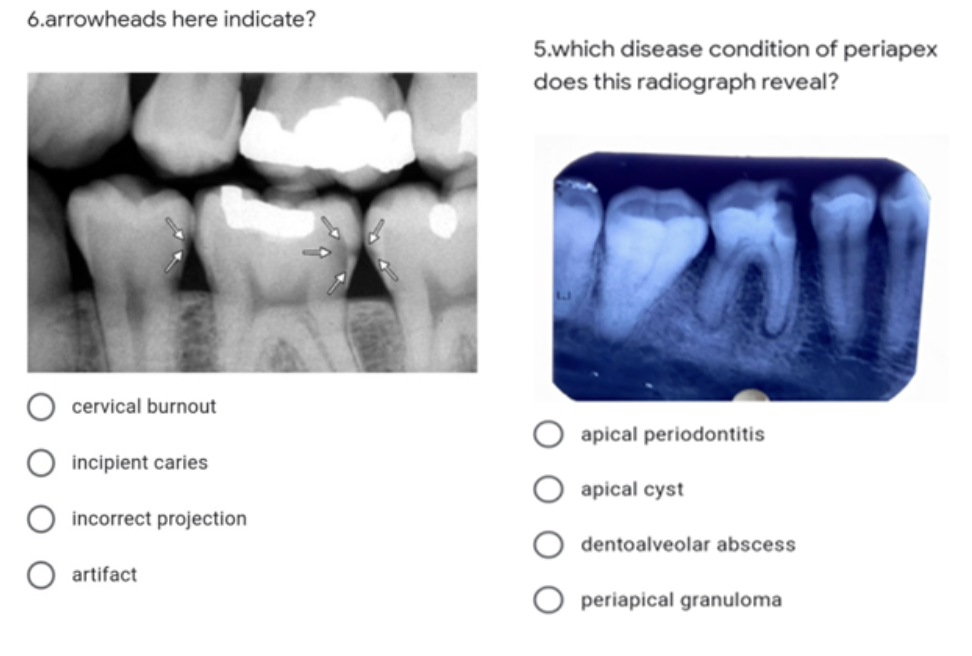 6.arrowheads here indicate?
cervical burnout
incipient caries
incorrect projection
artifact
5.which disease condition of periapex
does this radiograph reveal?
apical periodontitis
apical cyst
dentoalveolar abscess
periapical granuloma